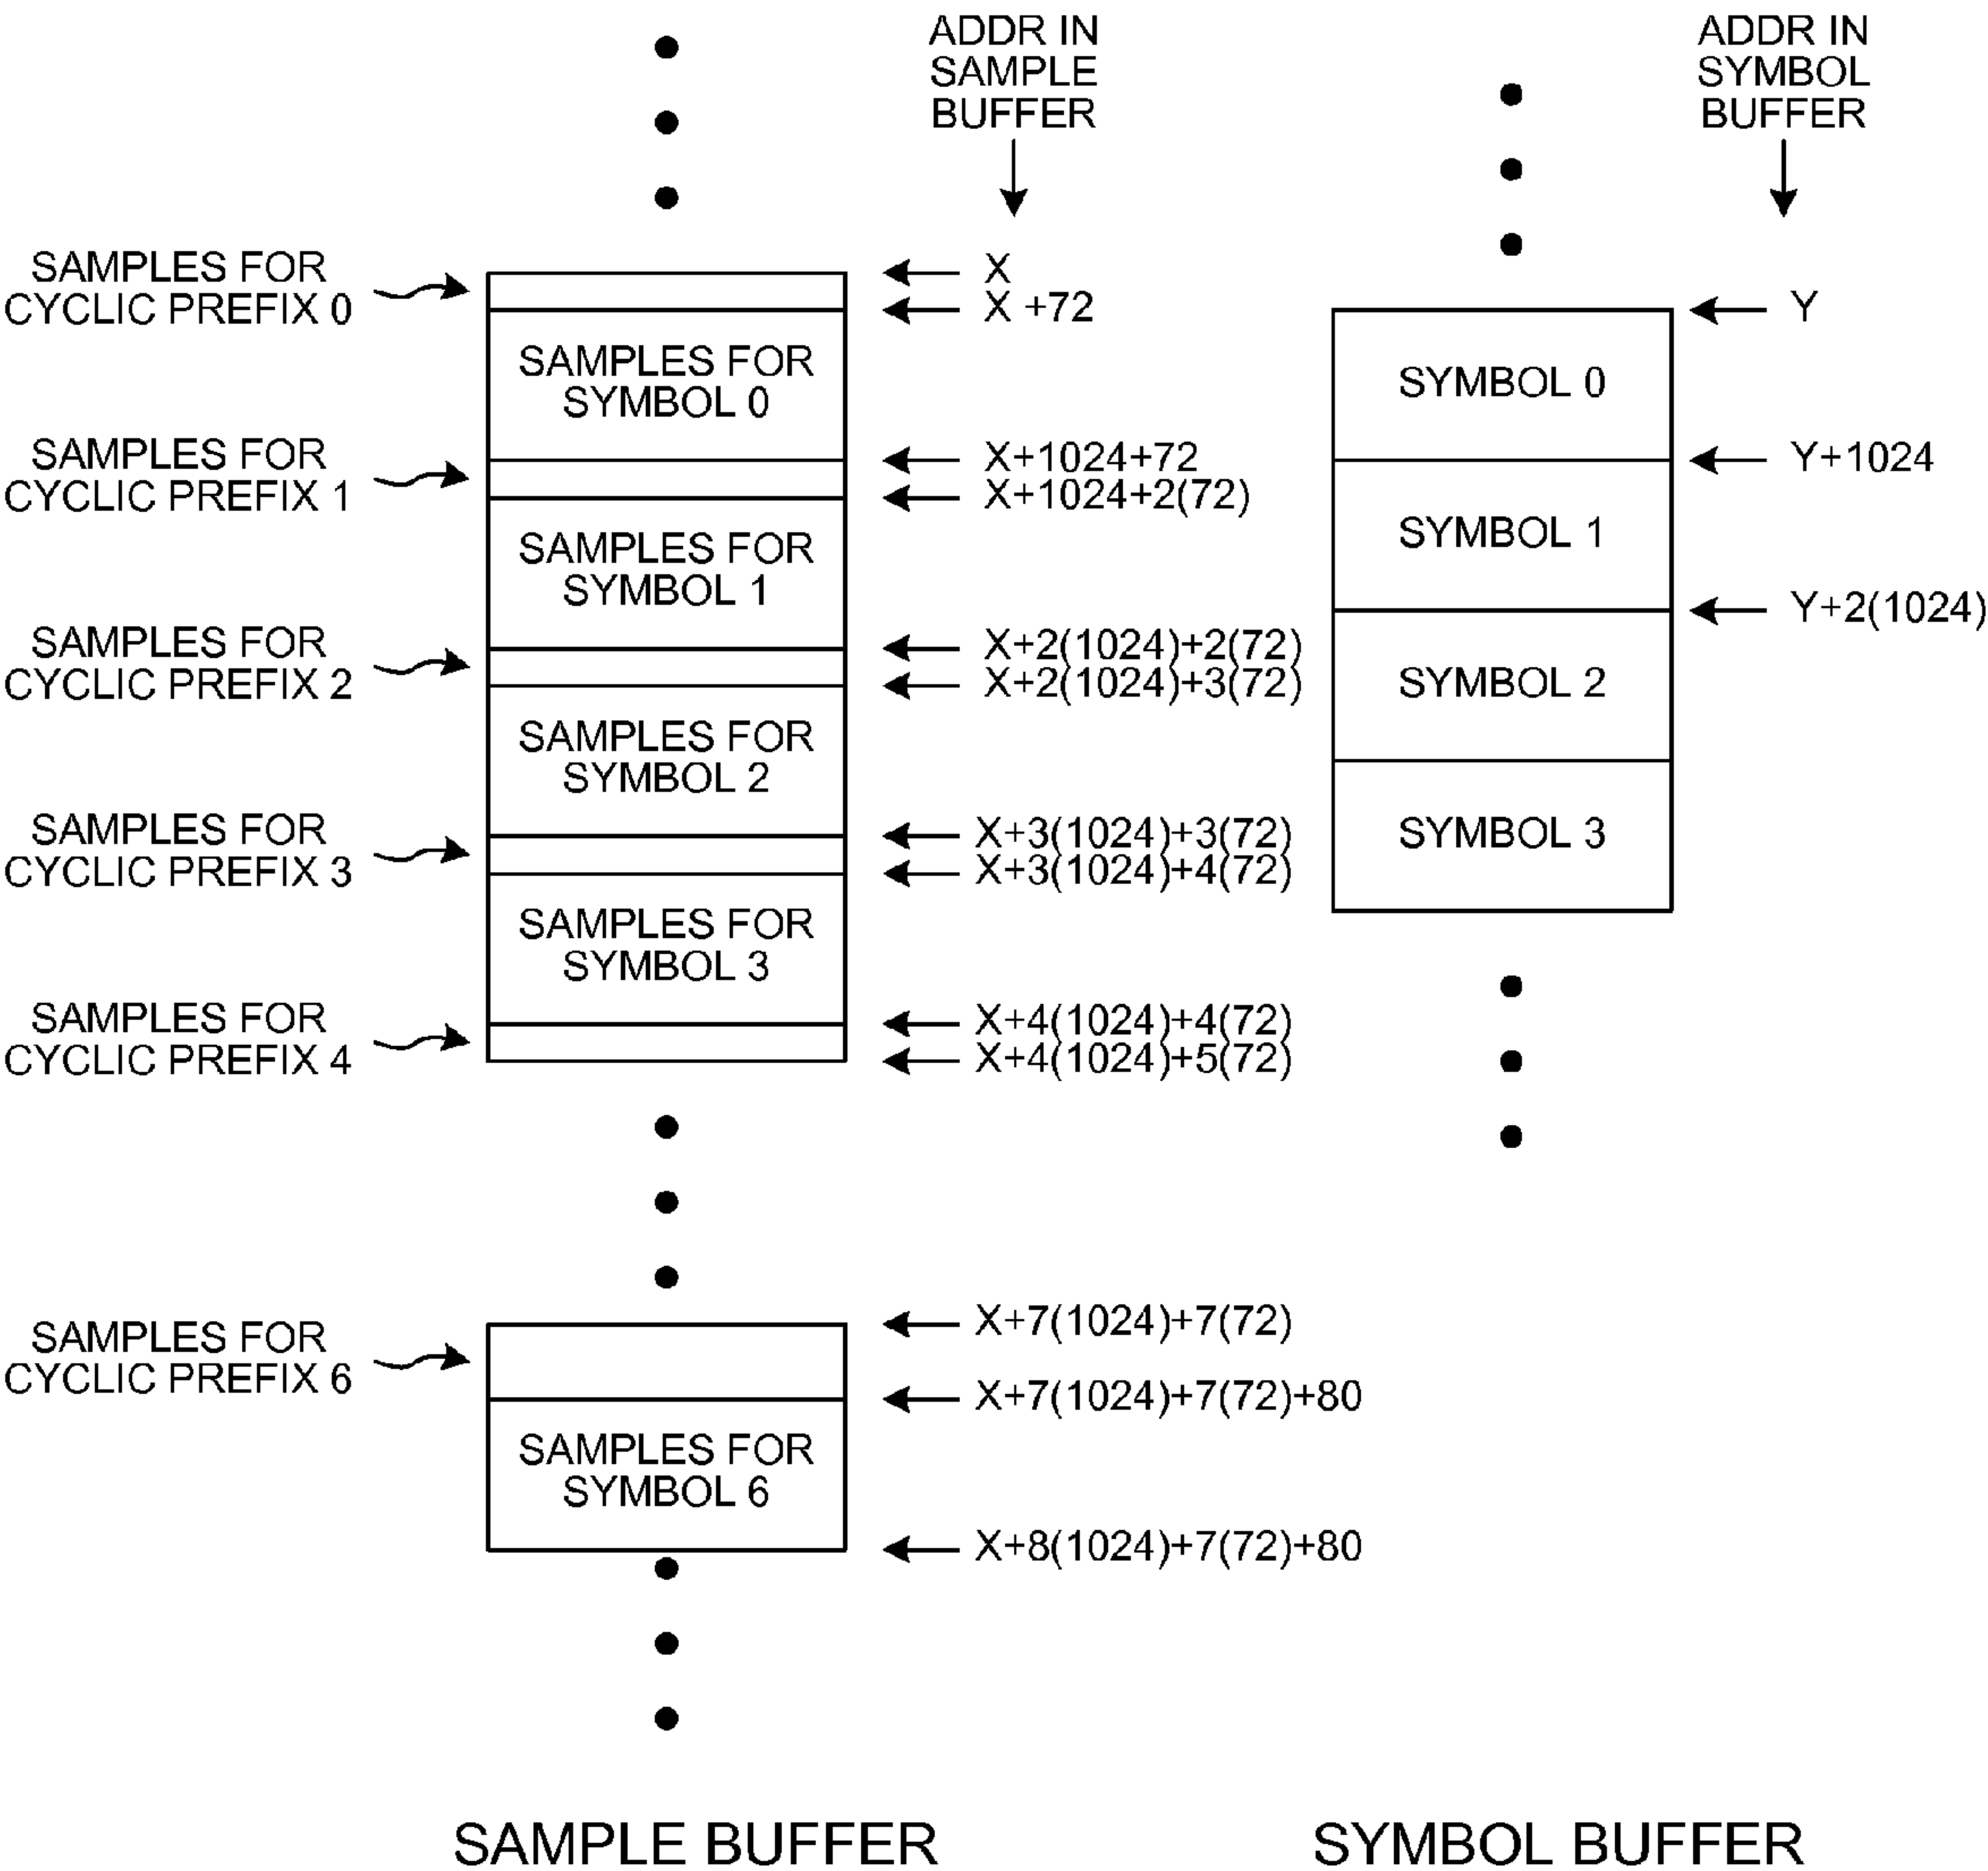 ADDR IN
SAMPLE
BUFFER
ADDR IN
SYMBOL
BUFFER
SAMPLES FOR
CYCLIC PREFIX 0
X
X +72
Y
SAMPLES FOR
SYMBOL 0
SYMBOL 0
SAMPLES FOR
CYCLIC PREFIX 1
X+1024+72
X+1024+2(72)
Y+1024
SAMPLES FOR
SYMBOL 1
SYMBOL 1
SAMPLES FOR
CYCLIC PREFIX 2
X+2(1024)+2(72)
X+2(1024)+3(72)
Y+2(1024)
SAMPLES FOR
SYMBOL 2
SYMBOL 2
SAMPLES FOR
CYCLIC PREFIX 3
X+3(1024)+3(72)
X+3(1024)+4(72)
SYMBOL 3
SAMPLES FOR
SYMBOL 3
SAMPLES FOR
CYCLIC PREFIX 4
X+4(1024)+4(72)
X+4(1024)+5(72)
SAMPLES FOR
CYCLIC PREFIX 6
X+7(1024)+7(72)
X+7(1024)+7(72)+80
SAMPLES FOR
SYMBOL 6
X+8(1024)+7(72)+80
SAMPLE BUFFER
SYMBOL BUFFER